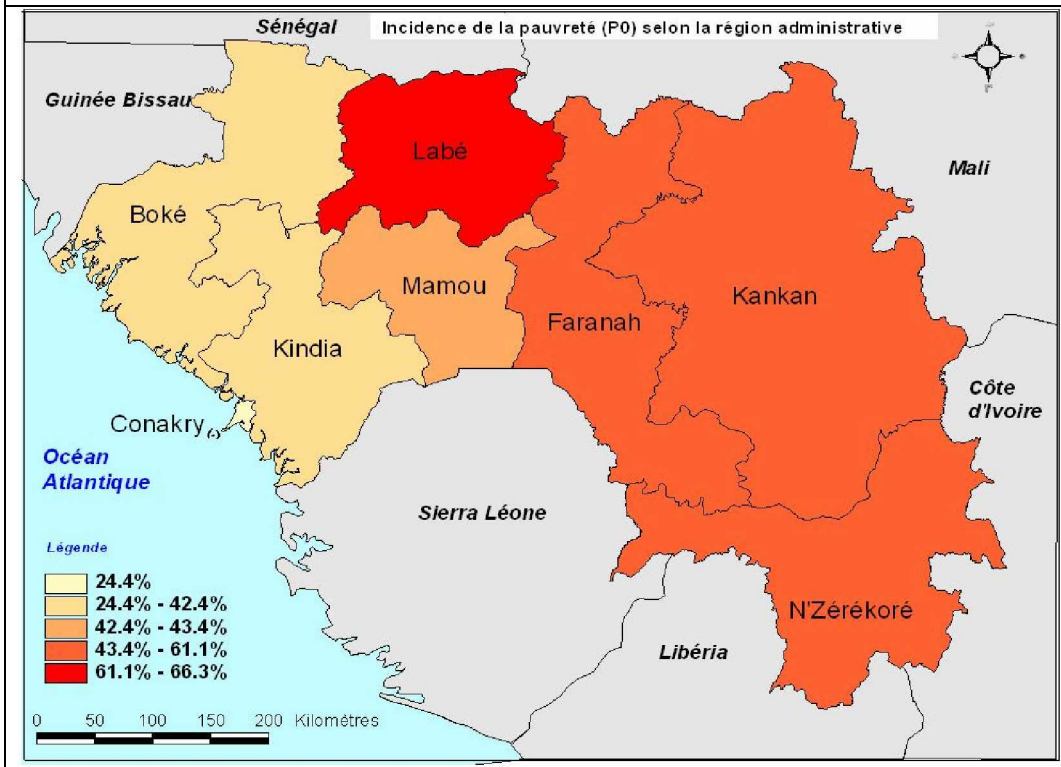 Sénégal
Incidence de la pauvreté (P0) selon la région administrative
Guinée Bissau
Labé
Mali
Boké
Mamou
Kankan
Faranah
Kindia
Côte
d'Ivoire
Conakry
Océan
Atlantique
Sierra Léone
Légende
24.4%
24.4% - 42.4%
42.4% - 43.4%
43.4% - 61.1%
61.1% - 66.3%
N'Zérékoré
Libéria
0 50 100 150 200 Kilométres